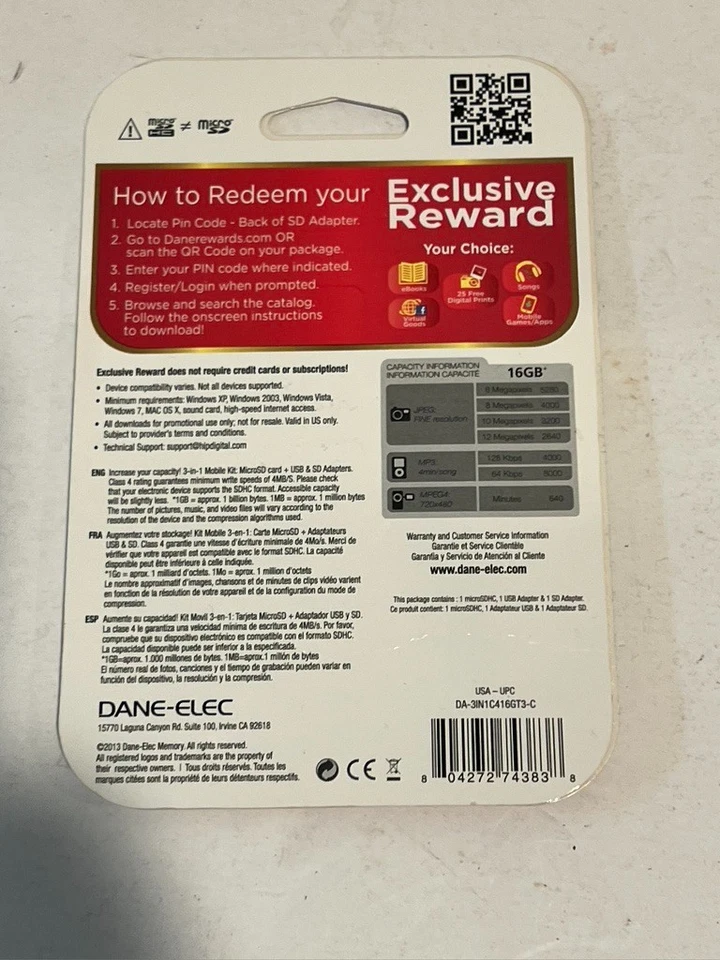 micro SD HC ≠ micro SD
How to Redeem your Exclusive Reward
1. Locate Pin Code - Back of SD Adapter.
2. Go to Danerewards.com OR
scan the QR Code on your package.
3. Enter your PIN code where indicated.
4. Register/Login when prompted.
5. Browse and search the catalog.
Follow the onscreen instructions
to download!
Your Choice:
eBooks
25 Free
Digital Prints
Songs
Virtual
Goods
Mobile
Games/Apps
Exclusive Reward does not require credit cards or subscriptions!
• Device compatibility varies. Not all devices supported.
• Minimum requirements: Windows XP, Windows 2003, Windows Vista,
Windows 7, MAC OS X, sound card, high-speed internet access.
• All downloads for promotional use only; not for resale. Valid in US only.
Subject to provider's terms and conditions.
• Technical Support: support@hipdigital.com
CAPACITY INFORMATION
INFORMATION CAPACITÉ
16GB*
JPEG
FINE resolution
6 Megapixels 5280
8 Megapixels 4000
10 Megapixels 3200
12 Megapixels 2640
MP3
4min/song
128 Kbps 4000
64 Kbps 8000
MPEG4
720x480
Minutes 640
ENG Increase your capacity! 3-in-1 Mobile Kit: MicroSD card + USB & SD Adapters.
Class 4 rating guarantees minimum write speeds of 4MB/S. Please check
that your electronic device supports the SDHC format. Accessible capacity
will be slightly less. *1GB = approx. 1 billion bytes. 1MB = approx. 1 million bytes
The number of pictures, music, and video files will vary according to the
resolution of the device and the compression algorithms used.
FRA Augmentez votre stockage! Kit Mobile 3-en-1: Carte MicroSD + Adaptateurs
USB & SD. Class 4 garantie une vitesse d'écriture minimale de 4Mo/s. Merci de
vérifier que votre appareil est compatible avec le format SDHC. La capacité
disponible peut être inférieure à celle indiquée.
*1Go = aprox. 1 milliard d'octets. 1Mo = aprox. 1 million d'octets
Le nombre approximatif d'images, chansons et de minutes de clips vidéo varient
en fonction de la résolution de votre appareil et de la configuration du mode de
compression.
ESP Aumente su capacidad! Kit Movil 3-en-1: Tarjeta MicroSD + Adaptador USB y SD.
La clase 4 le garantiza una velocidad mínima de escritura de 4MB/s. Por favor,
compruebe que su dispositivo electrónico es compatible con el formato SDHC.
La capacidad disponible puede ser inferior a la especificada.
*1GB=aprox. 1.000 millones de bytes. 1MB=aprox.1 millón de bytes
El número real de fotos, canciones y el tiempo de grabación pueden variar en
función del dispositivo, la resolución y la compresión.
Warranty and Customer Service Information
Garantie et Service Clientèle
Garantia y Servicio de Atención al Cliente
www.dane-elec.com
This package contains : 1 microSDHC, 1 USB Adapter & 1 SD Adapter.
Ce produit contient: 1 microSDHC, 1 Adaptateur USB & 1 Adaptateur SD.
DANE-ELEC
15770 Laguna Canyon Rd. Suite 100, Irvine CA 92618
©2013 Dane-Elec Memory. All rights reserved.
All registered logos and trademarks are the property of
their respective owners. I Tous droits réservés. Toutes les
marques citées sont la propriété de leurs détenteurs respectifs.
CE
USA – UPC
DA-3IN1C416GT3-C
8 04272 74383 8